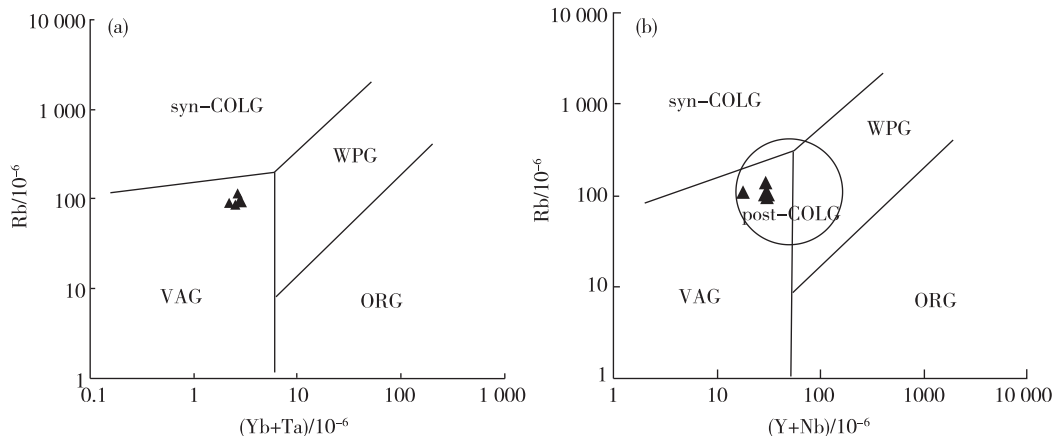 (a)
10 000
1 000
100
10
1
Rb/10⁻⁶
syn-COLG
WPG
VAG
ORG
0.1
1
10
100
1 000
(Yb+Ta)/10⁻⁶
(b)
10 000
1 000
100
10
1
Rb/10⁻⁶
syn-COLG
WPG
post-COLG
VAG
ORG
1
10
100
1000
10 000
(Y+Nb)/10⁻⁶